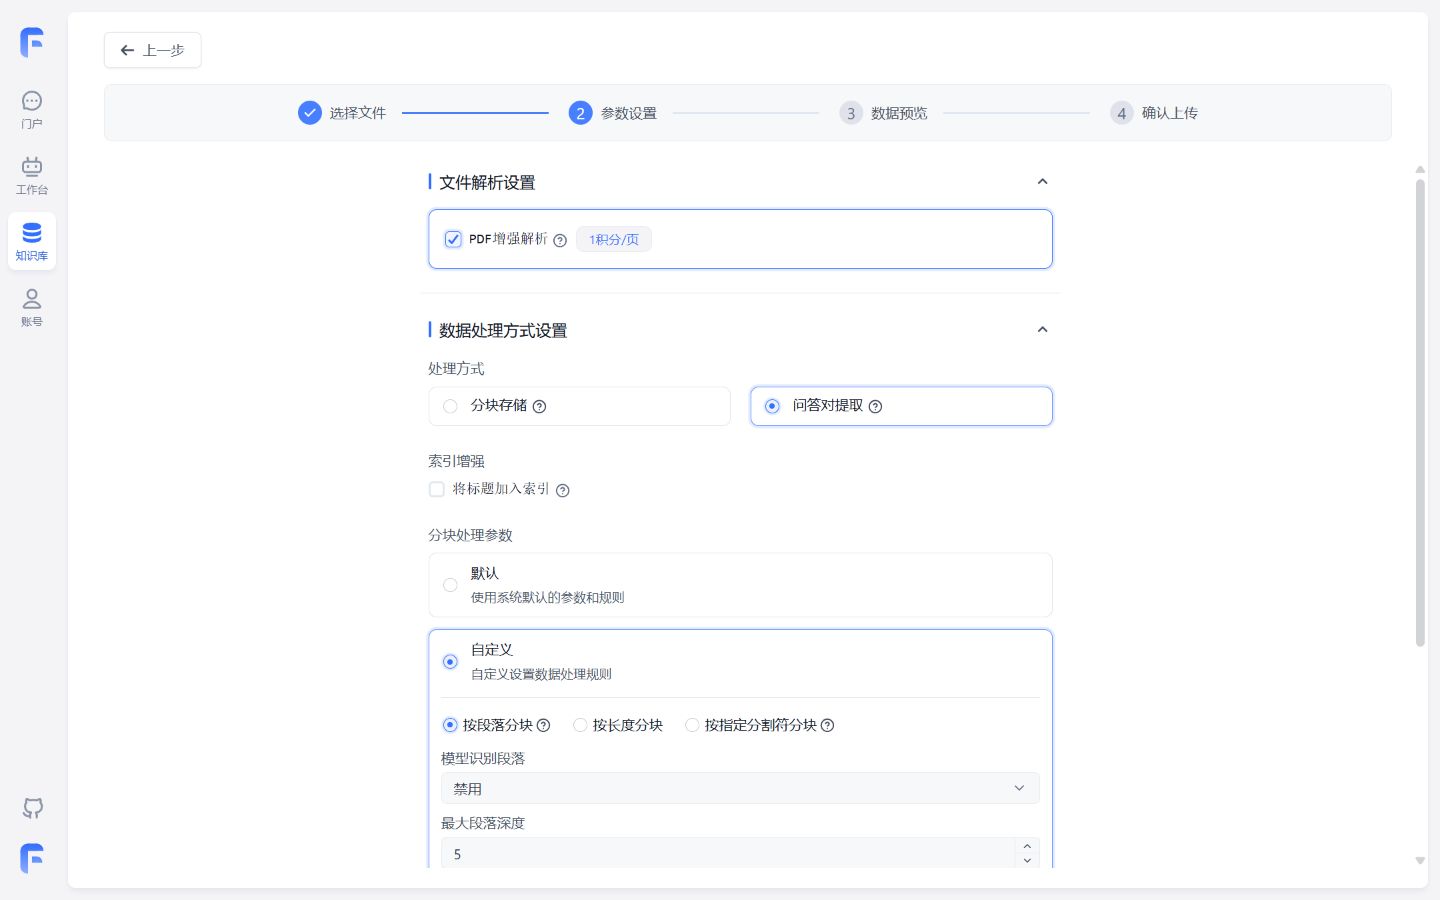 上一步
选择文件
2 参数设置
3 数据预览
4 确认上传
门户
工作台
知识库
账号
文件解析设置
PDF增强解析 1积分/页
数据处理方式设置
处理方式
分块存储
问答对提取
索引增强
将标题加入索引
分块处理参数
默认
使用系统默认的参数和规则
自定义
自定义设置数据处理规则
按段落分块 按长度分块 按指定分割符分块
模型识别段落
禁用
最大段落深度
5